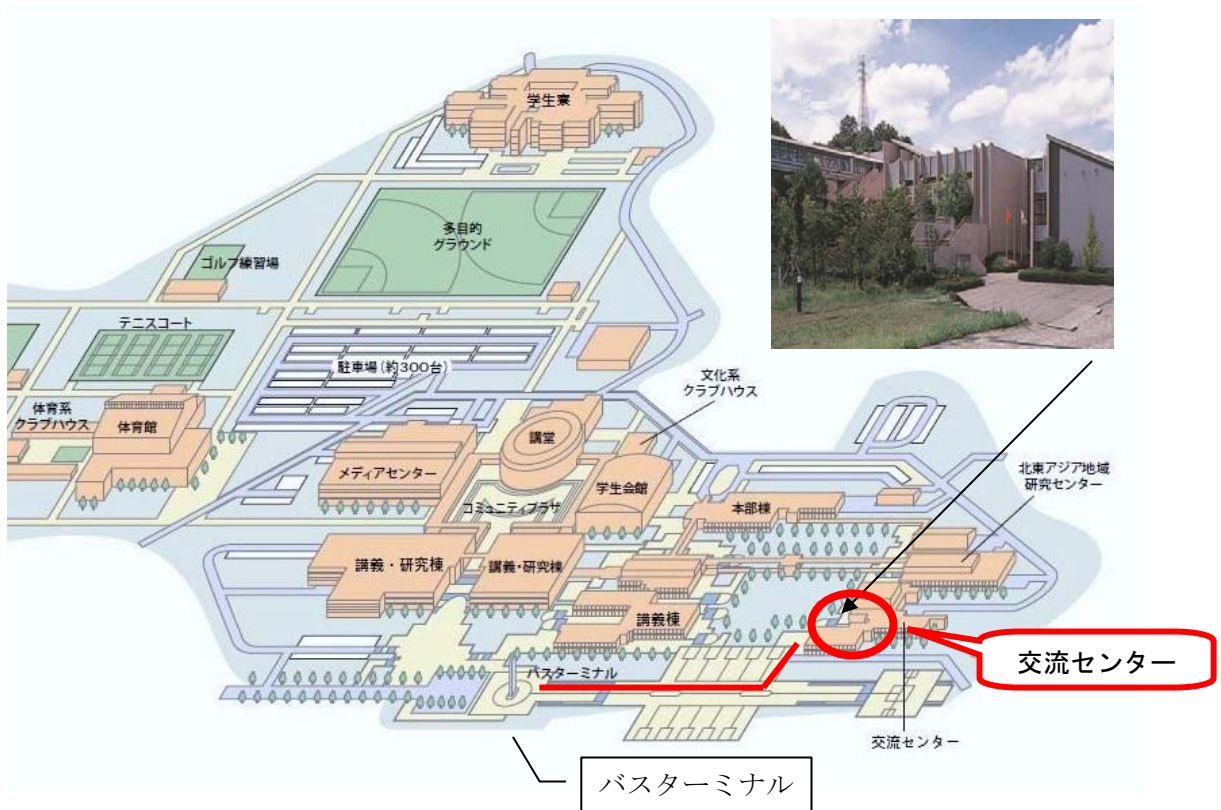 学生寮
多目的
グラウンド
ゴルフ練習場
テニスコート
駐車場(約300台)
文化系
クラブハウス
体育系
クラブハウス
体育館
講堂
メディアセンター
学生会館
北東アジア地域
研究センター
コミュニティプラザ
本部棟
講義・研究棟
講義・研究棟
講義棟
交流センター
バスターミナル
交流センター
バスターミナル